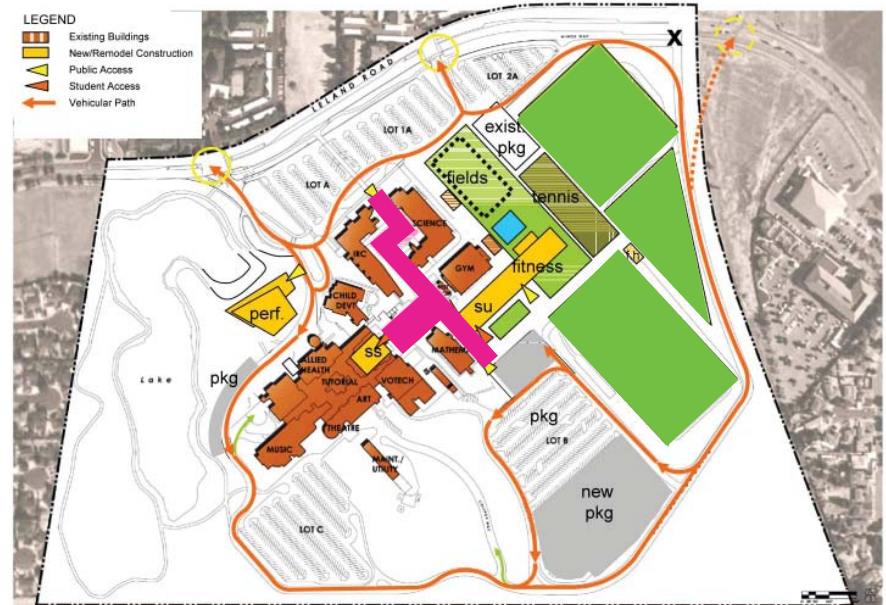 LEGEND
Existing Buildings
New/Remodel Construction
Public Access
Student Access
Vehicular Path
LELAND ROAD
X
LOT 2A
LOT 1A
exist.
pkg
LOT A
fields
tennis
SCIENCE
IRC
GYM
fitness
f.h.
CHILD
DEV'T
su
perf.
ss
MATHEM
ALLIED
HEALTH
TUTORIAL
VOTECH
ART
pkg
Lake
THEATRE
MUSIC
MAINT./
UTILITY
pkg
LOT B
new
pkg
LOT C